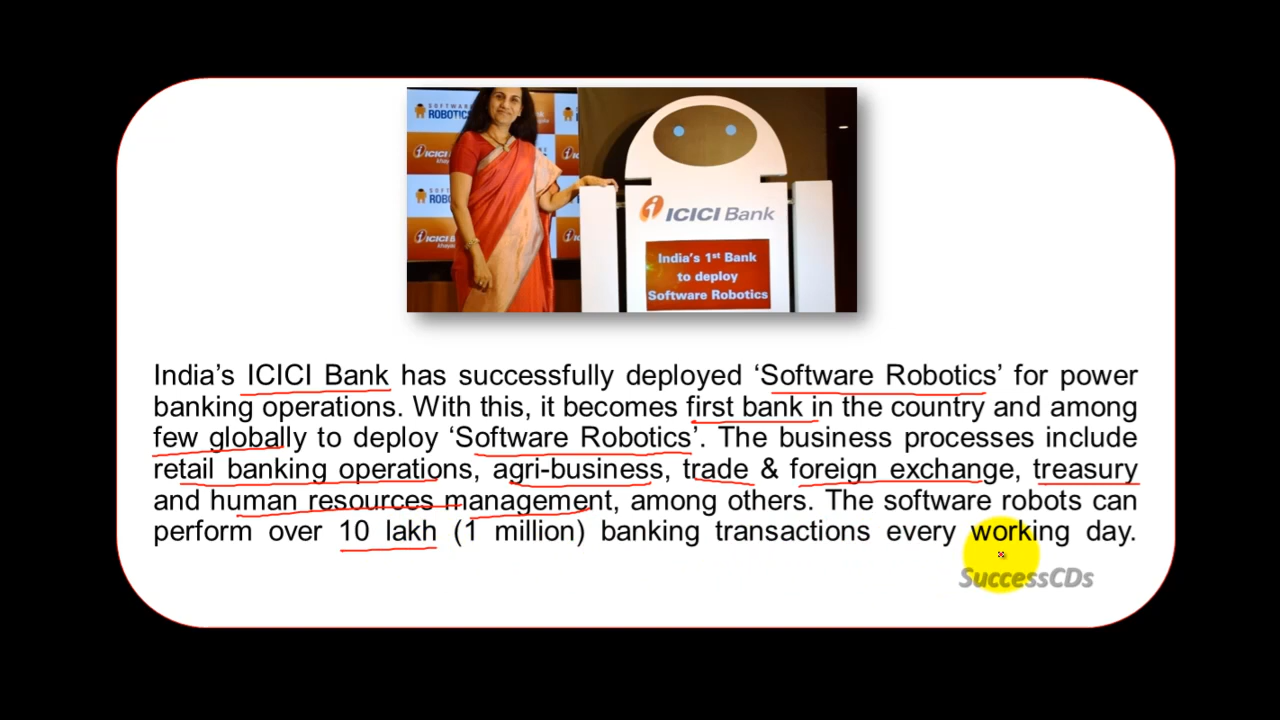 SOFTWARE
ROBOTICS
ICICI
SOFT
ROBO
ICICI
ICICI Bank
India's 1st Bank
to deploy
Software Robotics
India's ICICI Bank has successfully deployed ‘Software Robotics’ for power
banking operations. With this, it becomes first bank in the country and among
few globally to deploy ‘Software Robotics’. The business processes include
retail banking operations, agri-business, trade & foreign exchange, treasury
and human resources management, among others. The software robots can
perform over 10 lakh (1 million) banking transactions every working day.
SuccessCDs